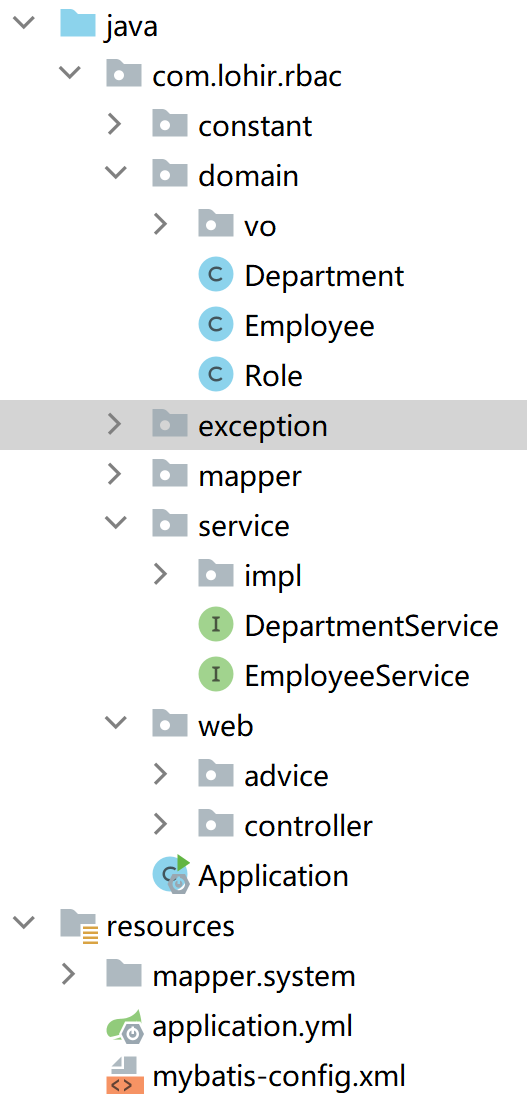 java
com.lohir.rbac
constant
domain
vo
C Department
C Employee
C Role
exception
mapper
service
impl
I DepartmentService
I EmployeeService
web
advice
controller
C Application
resources
mapper.system
application.yml
<> mybatis-config.xml